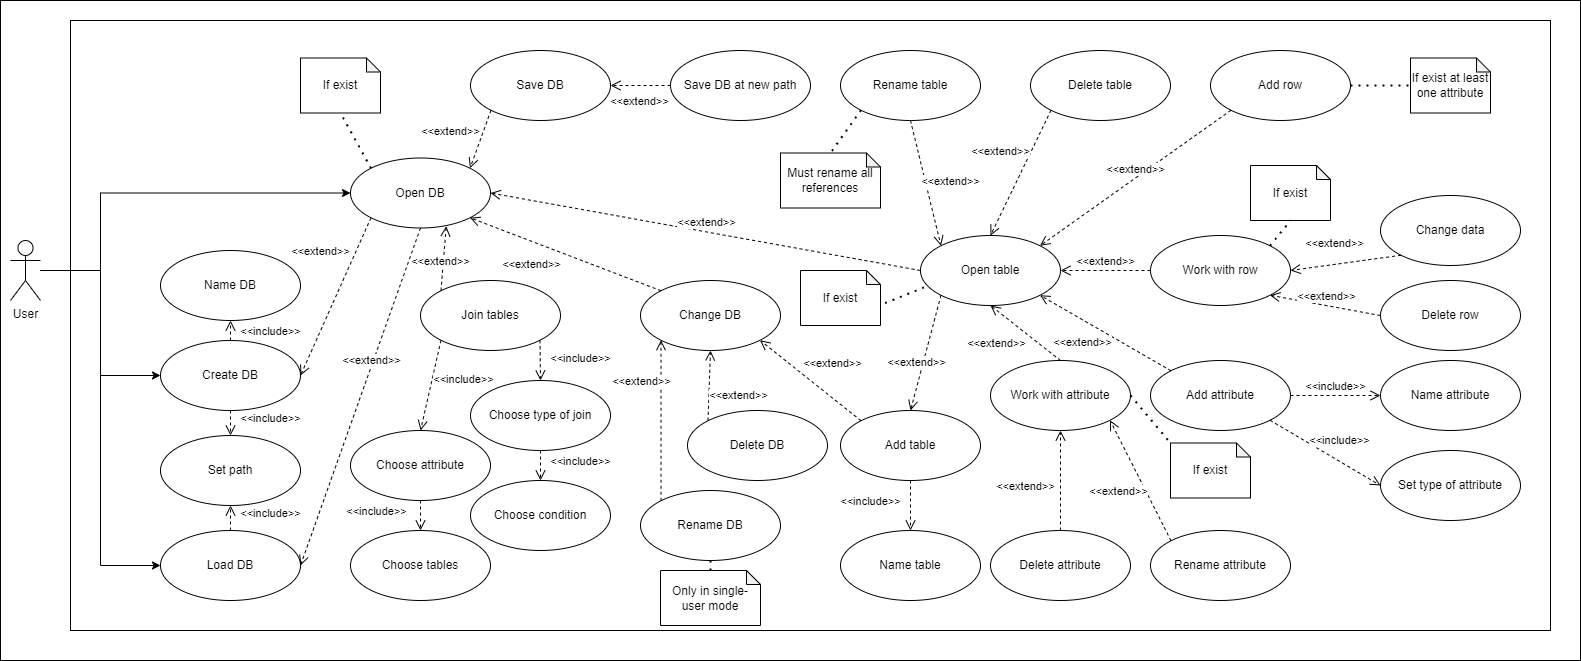 If exist
Save DB
<<extend>>
Save DB at new path
Rename table
Delete table
Add row
If exist at least
one attribute
<<extend>>
<<extend>>
<<extend>>
Must rename all
references
<<extend>>
If exist
Open DB
<<extend>>
<<extend>>
Change data
<<extend>>
<<extend>>
<<extend>>
<<extend>>
Open table
<<extend>>
Work with row
Name DB
If exist
<<extend>>
User
Join tables
Change DB
Delete row
<<include>>
<<extend>>
<<include>>
<<extend>>
<<extend>>
<<extend>>
<<extend>>
Create DB
<<include>>
<<extend>>
<<include>>
<<extend>>
Work with attribute
Add attribute
Name attribute
<<include>>
Choose type of join
<<include>>
Delete DB
Add table
Set path
Choose attribute
<<include>>
If exist
Set type of attribute
<<include>>
<<include>>
Choose condition
<<include>>
<<extend>>
<<extend>>
Rename DB
Load DB
Choose tables
Name table
Delete attribute
Rename attribute
Only in single-
user mode